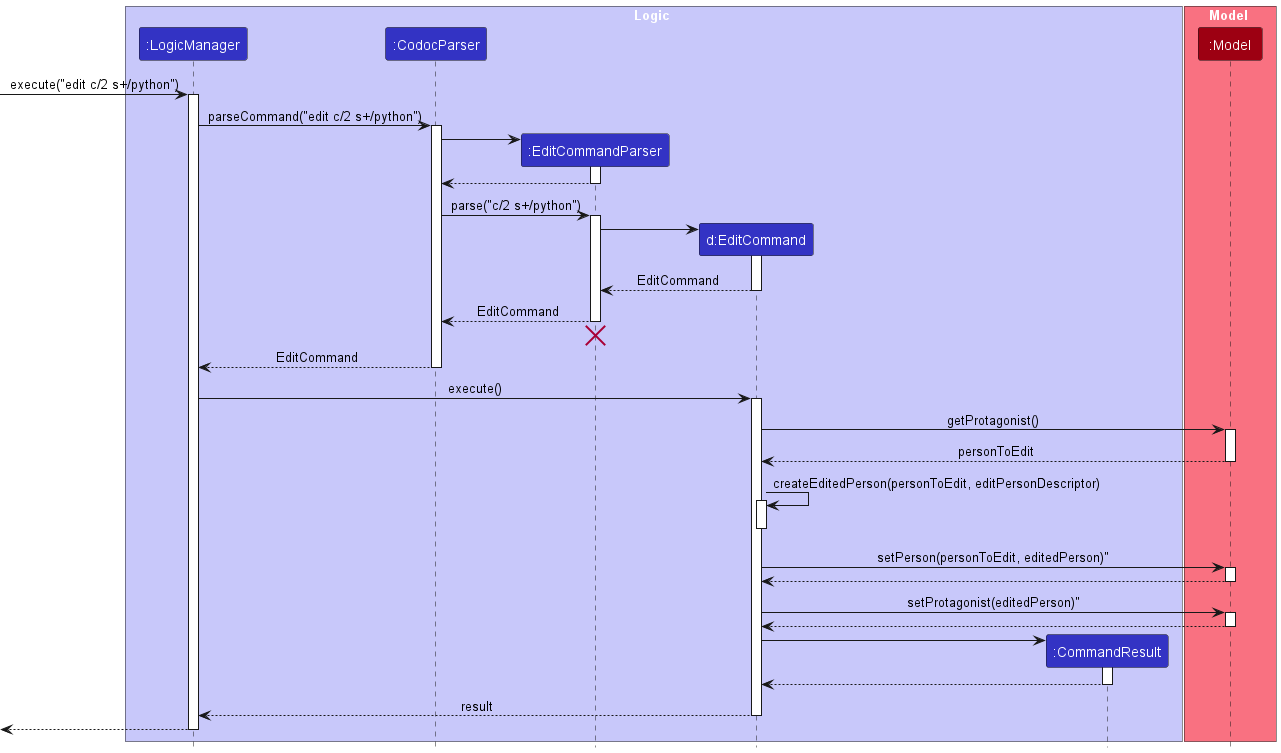 Logic
Model
:LogicManager
:CodocParser
:Model
execute("edit c/2 s+/python")
parseCommand("edit c/2 s+/python")
:EditCommandParser
parse("c/2 s+/python")
d:EditCommand
EditCommand
EditCommand
EditCommand
execute()
getProtagonist()
personToEdit
createEditedPerson(personToEdit, editPersonDescriptor)
setPerson(personToEdit, editedPerson)"
setProtagonist(editedPerson)"
:CommandResult
result